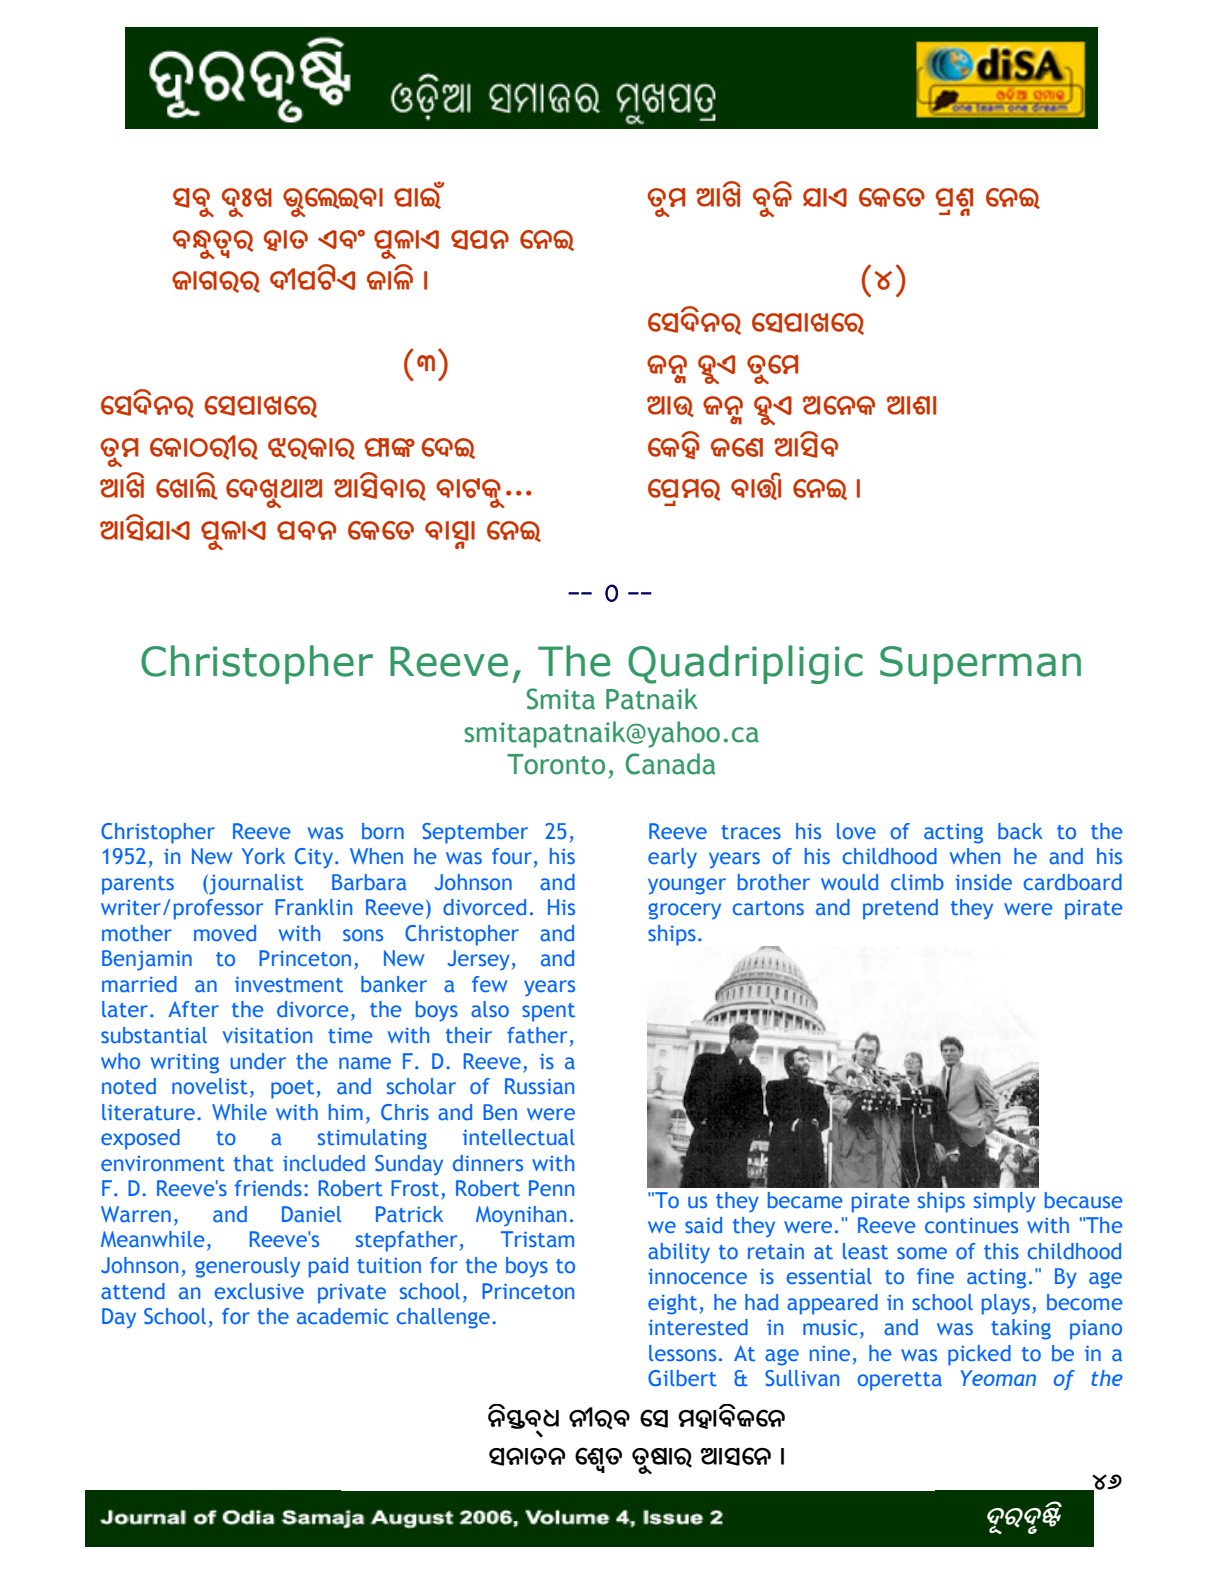 ଦୂରଦୃଷ୍ଟି ଓଡ଼ିଆ ସମାଜର ମୁଖପତ୍ର
diSA
ଓଡ଼ିଆ ସମାଜ
one team one dream
ସବୁ ଦୁଃଖ ଭୁଲେଇବା ପାଇଁ
ବନ୍ଧୁତ୍ୱର ହାତ ଏବଂ ପୁଳାଏ ସପନ ନେଇ
ଜାଗରର ଦୀପଟିଏ ଜାଳି ।
(୩)
ସେଦିନର ସେପାଖରେ
ତୁମ କୋଠରୀର ଝରକାର ଫାଙ୍କ ଦେଇ
ଆଖି ଖୋଲି ଦେଖୁଥାଅ ଆସିବାର ବାଟକୁ...
ଆସିଯାଏ ପୁଳାଏ ପବନ କେତେ ବାସ୍ନା ନେଇ
ତୁମ ଆଖି ବୁଜି ଯାଏ କେତେ ପ୍ରଶ୍ନ ନେଇ
(୪)
ସେଦିନର ସେପାଖରେ
ଜନ୍ମ ହୁଏ ତୁମେ
ଆଉ ଜନ୍ମ ହୁଏ ଅନେକ ଆଶା
କେହି ଜଣେ ଆସିବ
ପ୍ରେମର ବାର୍ତ୍ତା ନେଇ ।
-- ୦ --
Christopher Reeve, The Quadripligic Superman
Smita Patnaik
smitapatnaik@yahoo.ca
Toronto, Canada
Christopher Reeve was born September 25,
1952, in New York City. When he was four, his
parents (journalist Barbara Johnson and
writer/professor Franklin Reeve) divorced. His
mother moved with sons Christopher and
Benjamin to Princeton, New Jersey, and
married an investment banker a few years
later. After the divorce, the boys also spent
substantial visitation time with their father,
who writing under the name F. D. Reeve, is a
noted novelist, poet, and scholar of Russian
literature. While with him, Chris and Ben were
exposed to a stimulating intellectual
environment that included Sunday dinners with
F. D. Reeve's friends: Robert Frost, Robert Penn
Warren, and Daniel Patrick Moynihan.
Meanwhile, Reeve's stepfather, Tristam
Johnson, generously paid tuition for the boys to
attend an exclusive private school, Princeton
Day School, for the academic challenge.
Reeve traces his love of acting back to the
early years of his childhood when he and his
younger brother would climb inside cardboard
grocery cartons and pretend they were pirate
ships.
"To us they became pirate ships simply because
we said they were." Reeve continues with "The
ability to retain at least some of this childhood
innocence is essential to fine acting." By age
eight, he had appeared in school plays, become
interested in music, and was taking piano
lessons. At age nine, he was picked to be in a
Gilbert & Sullivan operetta Yeoman of the
ନିସ୍ତବ୍‌ଧ ନୀରବ ସେ ମହାବିଜନେ
ସନାତନ ଶ୍ୱେତ ତୁଷାର ଆସନେ ।
୪୬
Journal of Odia Samaja August 2006, Volume 4, Issue 2 ଦୂରଦୃଷ୍ଟି